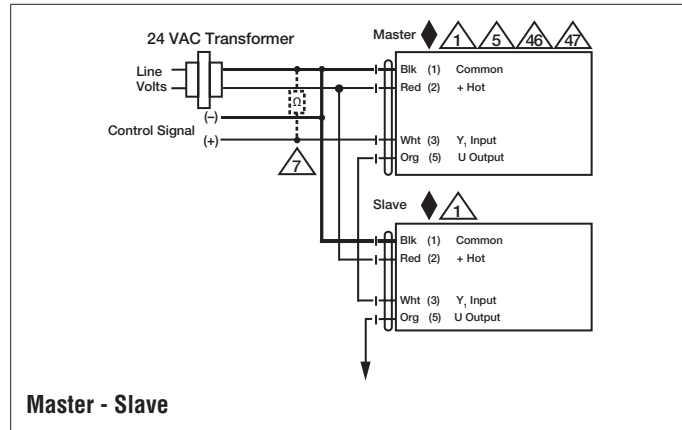 24 VAC Transformer
Line
Volts
(–)
Control Signal
(+)
Ω
7
Master 1 5 46 47
Blk (1) Common
Red (2) + Hot
Wht (3) Y1 Input
Org (5) U Output
Slave 1
Blk (1) Common
Red (2) + Hot
Wht (3) Y1 Input
Org (5) U Output
Master - Slave